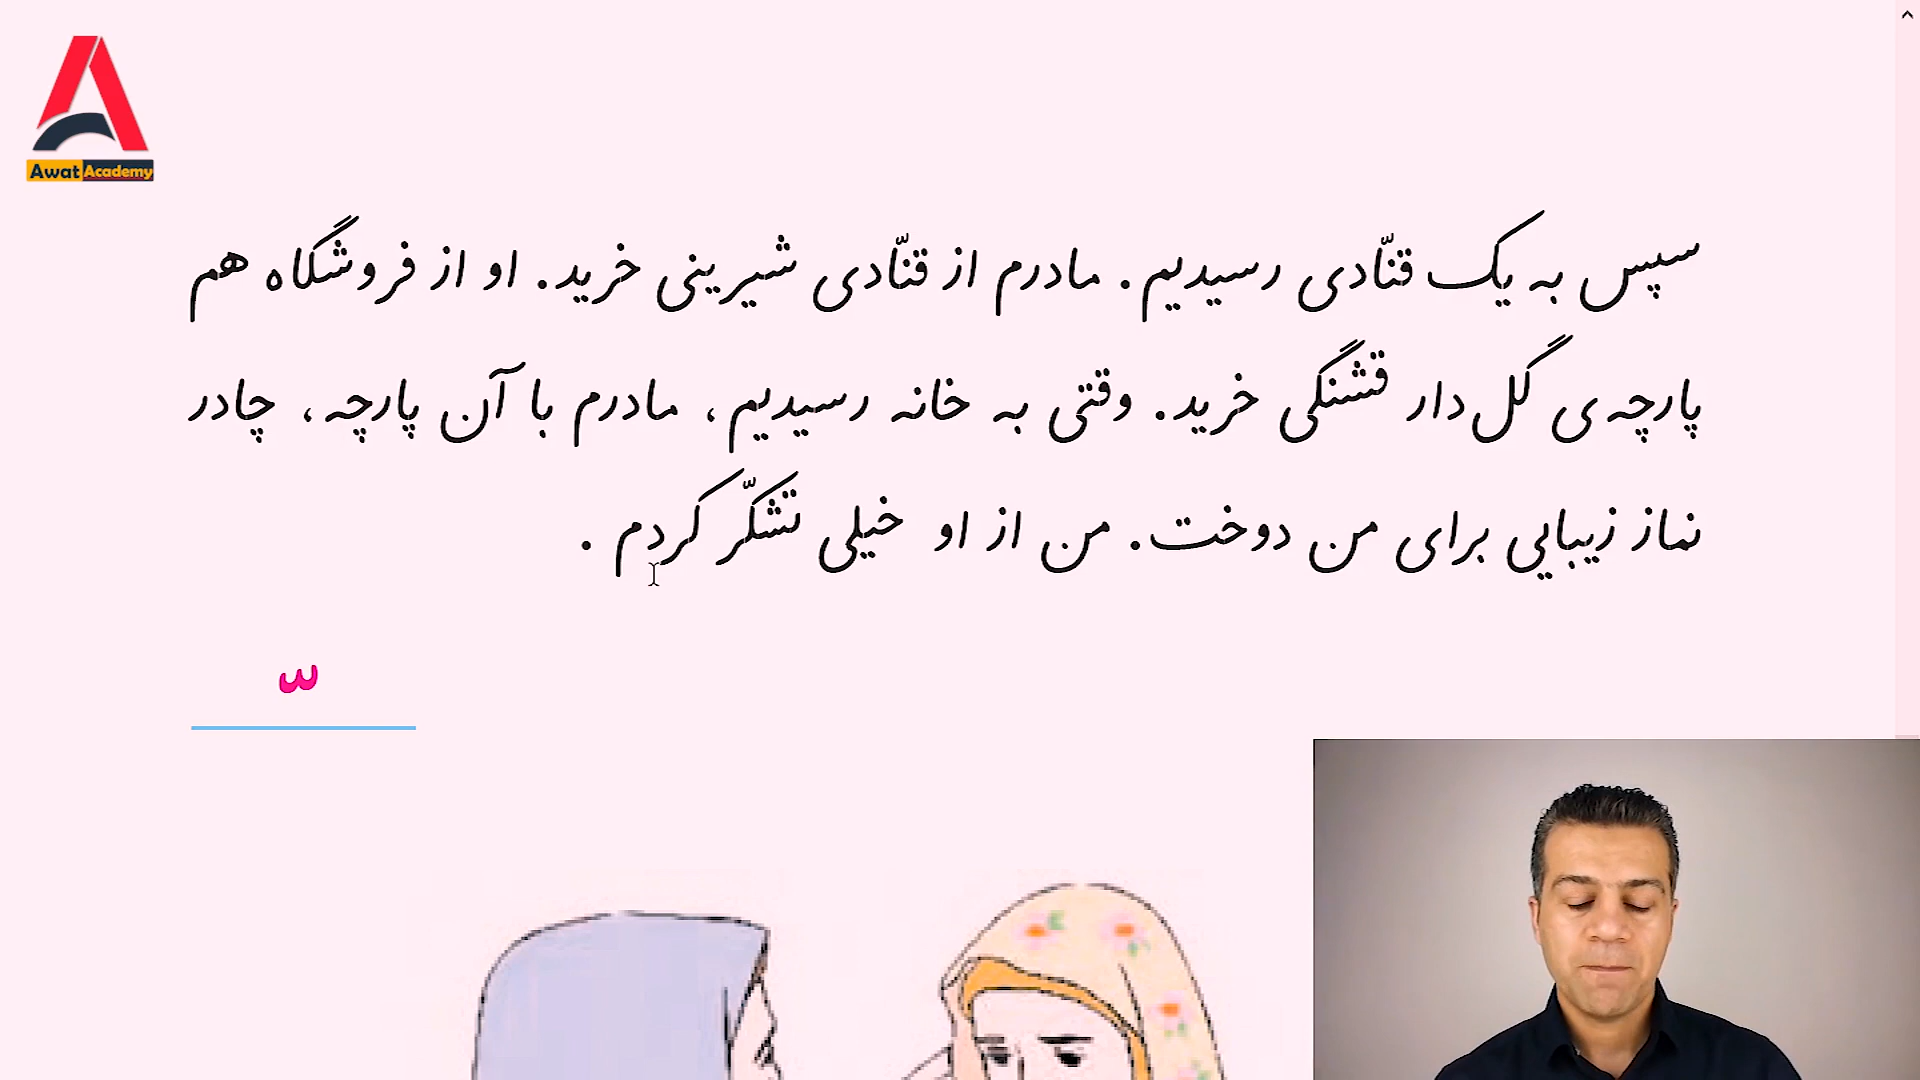 Awat Academy
سپس به یک قنّادی رسیدیم. مادرم از قنّادی شیرینی خرید. او از فروشگاه هم
پارچه‌ی گل‌دار قشنگی خرید. وقتی به خانه رسیدیم، مادرم با آن پارچه، چادر
نماز زیبایی برای من دوخت. من از او خیلی تشکّر کردم .
ّ